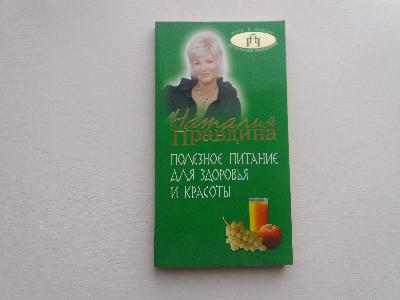 Наталия
Правдина
ПОЛЕЗНОЕ ПИТАНИЕ
ДЛЯ ЗДОРОВЬЯ
И КРАСОТЫ